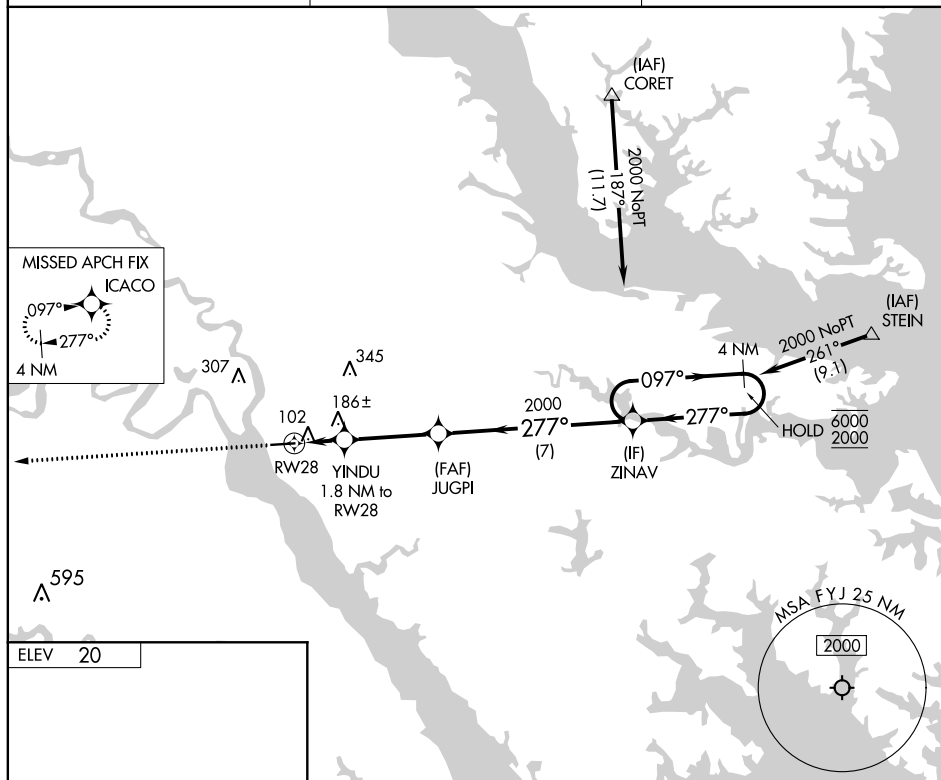 (IAF)
CORET
2000 NoPT
187°
(11.7)
MISSED APCH FIX
ICACO
097°
277°
4 NM
(IAF)
STEIN
2000 NoPT
261°
(9.1)
4 NM
345
307
097°
186±
2000
277°
277°
HOLD
6000
2000
102
(7)
RW28
YINDU
1.8 NM to
RW28
(FAF)
JUGPI
(IF)
ZINAV
595
MSA FYJ 25 NM
2000
ELEV 20